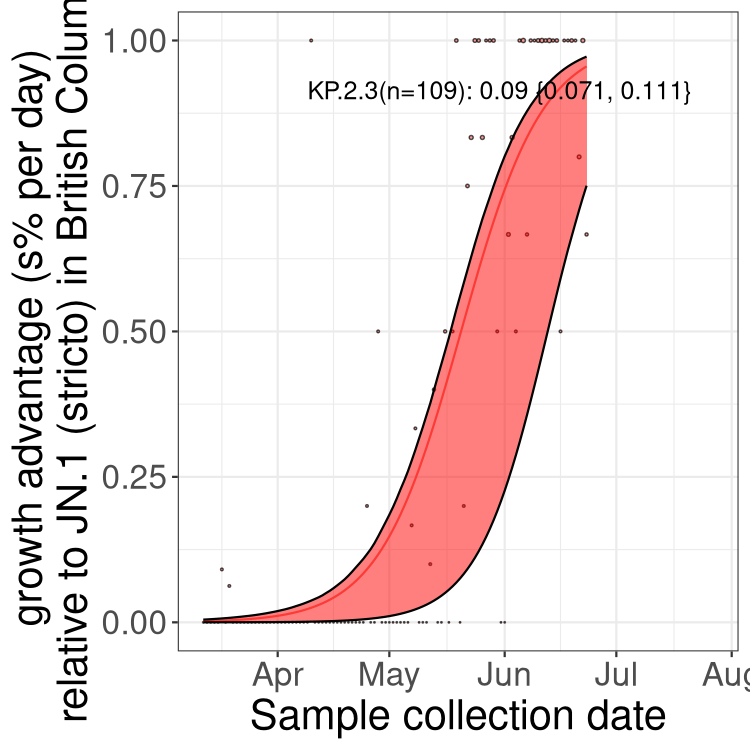 growth advantage (s% per day)
relative to JN.1 (stricto) in British Colum
1.00
0.75
0.50
0.25
0.00
KP.2.3(n=109): 0.09 {0.071, 0.111}
Apr May Jun Jul Aug
Sample collection date